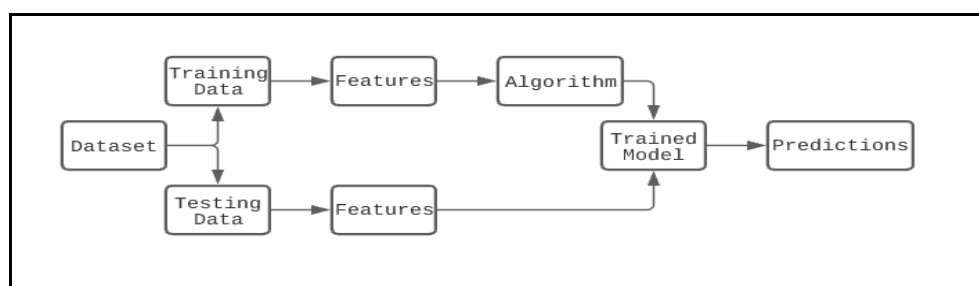 Training
Data
Features
Algorithm
Dataset
Trained
Model
Predictions
Testing
Data
Features